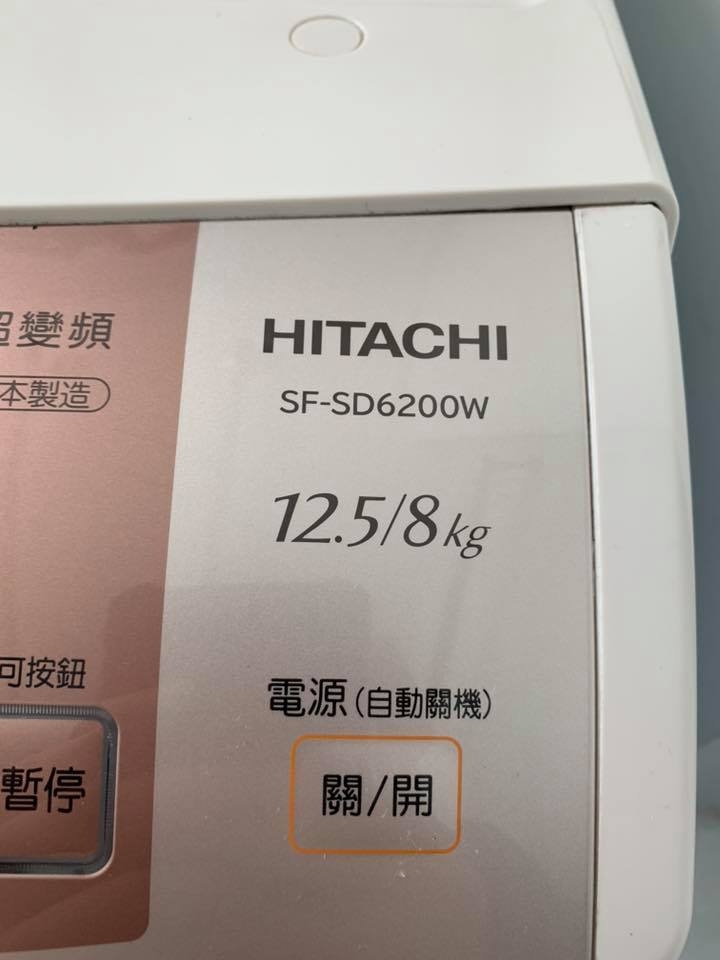 變頻
HITACHI
本製造
SF-SD6200W
12.5/8kg
可按鈕
電源(自動關機)
暫停
關/開